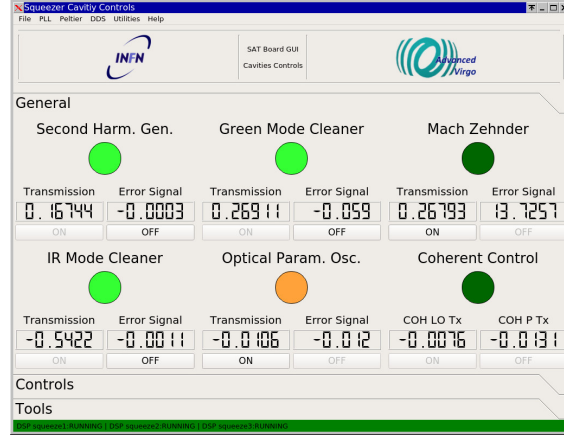 Squeezer Cavitiy Controls
File PLL Peltier DDS Utilities Help
INFN
SAT Board GUI
Cavities Controls
Advanced
Virgo
General
Second Harm. Gen. Green Mode Cleaner Mach Zehnder
Transmission Error Signal Transmission Error Signal Transmission Error Signal
0.16744 -0.0003 0.26911 -0.059 0.26793 13.7257
ON OFF ON OFF ON OFF
IR Mode Cleaner Optical Param. Osc. Coherent Control
Transmission Error Signal Transmission Error Signal COH LO Tx COH P Tx
-0.5422 -0.0011 -0.0106 -0.012 -0.0076 -0.0131
ON OFF ON OFF ON OFF
Controls
Tools
DSP squeeze1:RUNNING | DSP squeeze2:RUNNING | DSP squeeze3:RUNNING